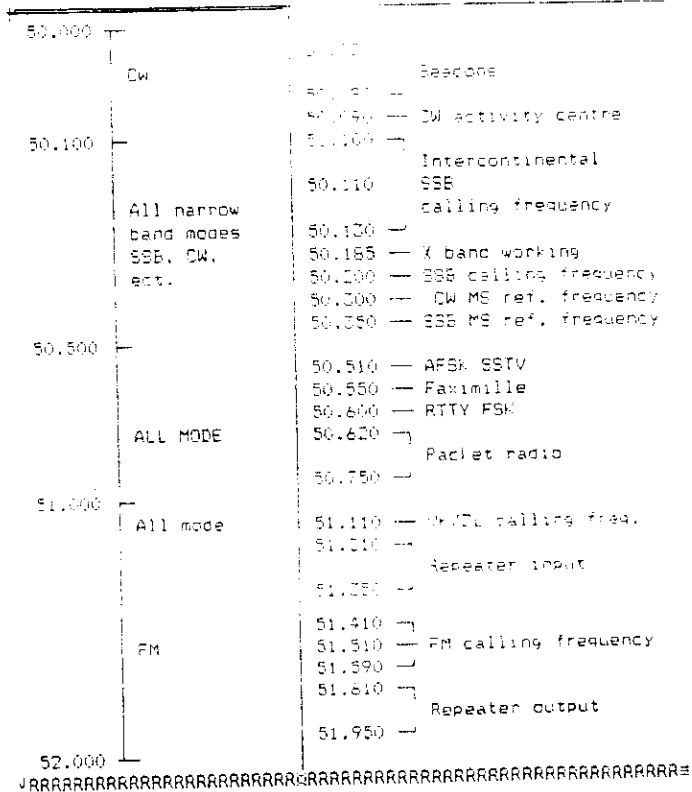 50.000
CW
Beacons
50.090 — CW activity centre
50.100
50.100
Intercontinental
50.110 SSB
calling frequency
All narrow
band modes
SSB, CW,
ect.
50.130
50.185 — X band working
50.200 — SSB calling frequency
50.300 — CW MS ref. frequency
50.350 — SSB MS ref. frequency
50.500
50.510 — AFSK SSTV
50.550 — Faximille
50.600 — RTTY FSK
ALL MODE
50.620
Packet radio
50.750
51.000
All mode
51.110 — calling freq.
51.210
Repeater input
51.410
FM
51.510 — FM calling frequency
51.590
51.610
Repeater output
51.950
52.000